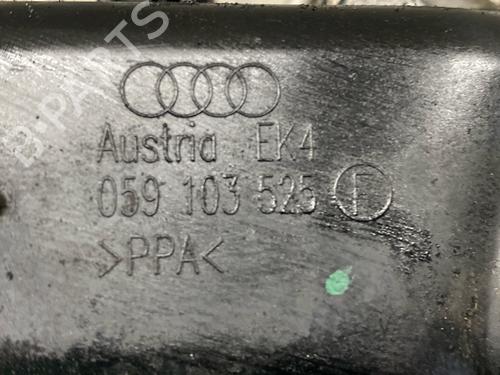 B-PARTS
Austria EK4
059 103 525 F
>PPA<